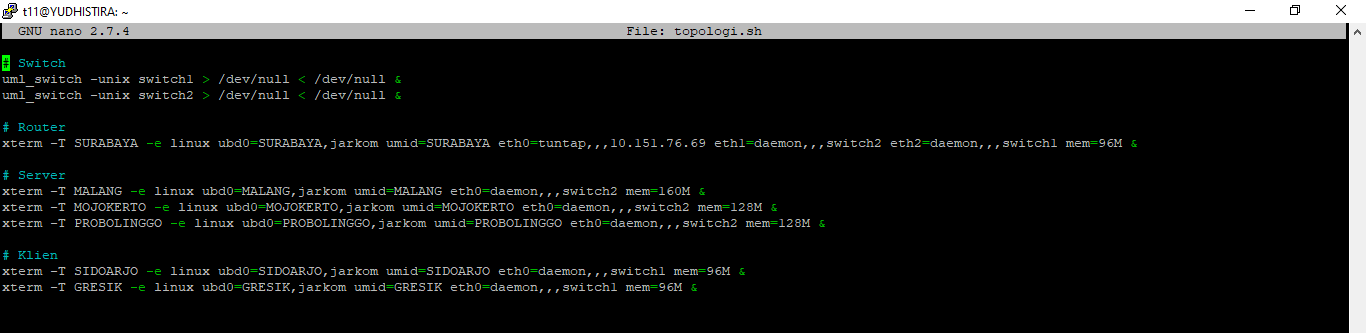 t11@YUDHISTIRA: ~
GNU nano 2.7.4 File: topologi.sh
# Switch
uml_switch -unix switch1 > /dev/null < /dev/null &
uml_switch -unix switch2 > /dev/null < /dev/null &
# Router
xterm -T SURABAYA -e linux ubd0=SURABAYA,jarkom umid=SURABAYA eth0=tuntap,,,10.151.76.69 eth1=daemon,,,switch2 eth2=daemon,,,switch1 mem=96M &
# Server
xterm -T MALANG -e linux ubd0=MALANG,jarkom umid=MALANG eth0=daemon,,,switch2 mem=160M &
xterm -T MOJOKERTO -e linux ubd0=MOJOKERTO,jarkom umid=MOJOKERTO eth0=daemon,,,switch2 mem=128M &
xterm -T PROBOLINGGO -e linux ubd0=PROBOLINGGO,jarkom umid=PROBOLINGGO eth0=daemon,,,switch2 mem=128M &
# Klien
xterm -T SIDOARJO -e linux ubd0=SIDOARJO,jarkom umid=SIDOARJO eth0=daemon,,,switch1 mem=96M &
xterm -T GRESIK -e linux ubd0=GRESIK,jarkom umid=GRESIK eth0=daemon,,,switch1 mem=96M &